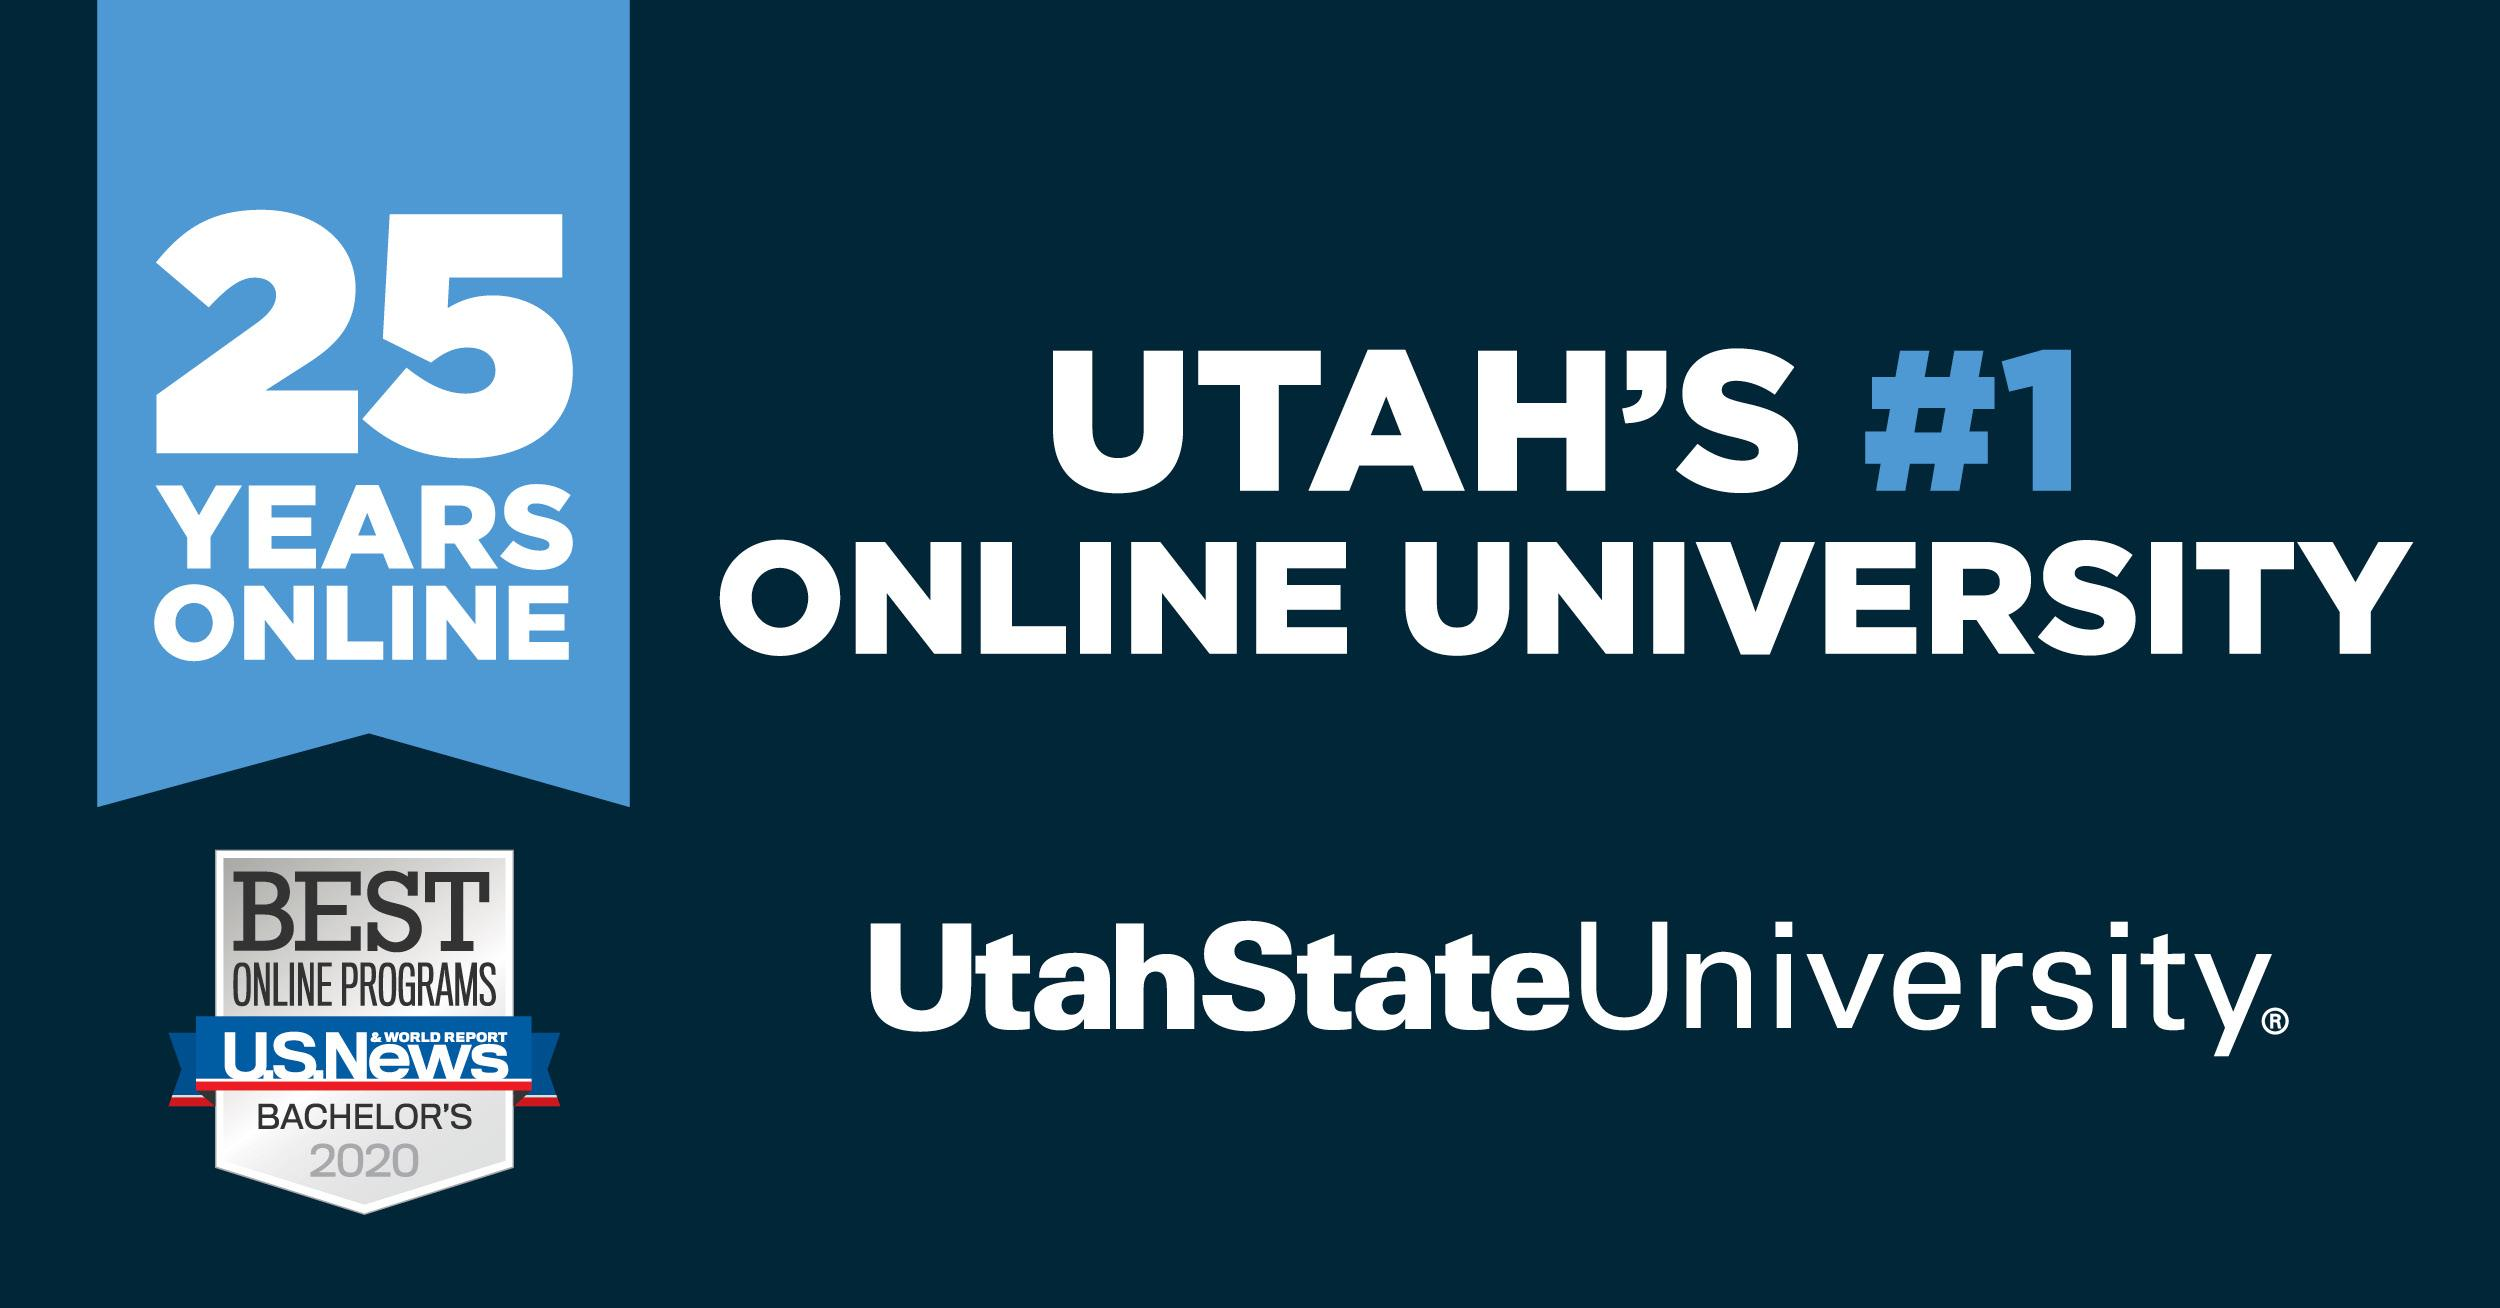 25
YEARS
ONLINE
UTAH’S #1
ONLINE UNIVERSITY
BEST
ONLINE PROGRAMS
U.S.News & WORLD REPORT
BACHELOR’S
2020
UtahStateUniversity®